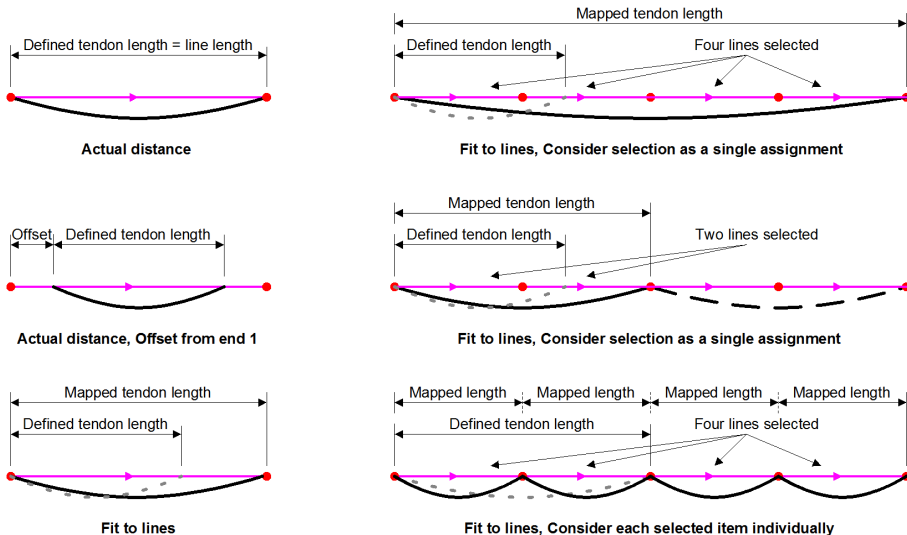 Defined tendon length = line length
Actual distance
Mapped tendon length
Defined tendon length
Four lines selected
Fit to lines, Consider selection as a single assignment
Offset
Defined tendon length
Actual distance, Offset from end 1
Mapped tendon length
Defined tendon length
Two lines selected
Fit to lines, Consider selection as a single assignment
Mapped tendon length
Defined tendon length
Fit to lines
Mapped length
Mapped length
Mapped length
Mapped length
Defined tendon length
Four lines selected
Fit to lines, Consider each selected item individually